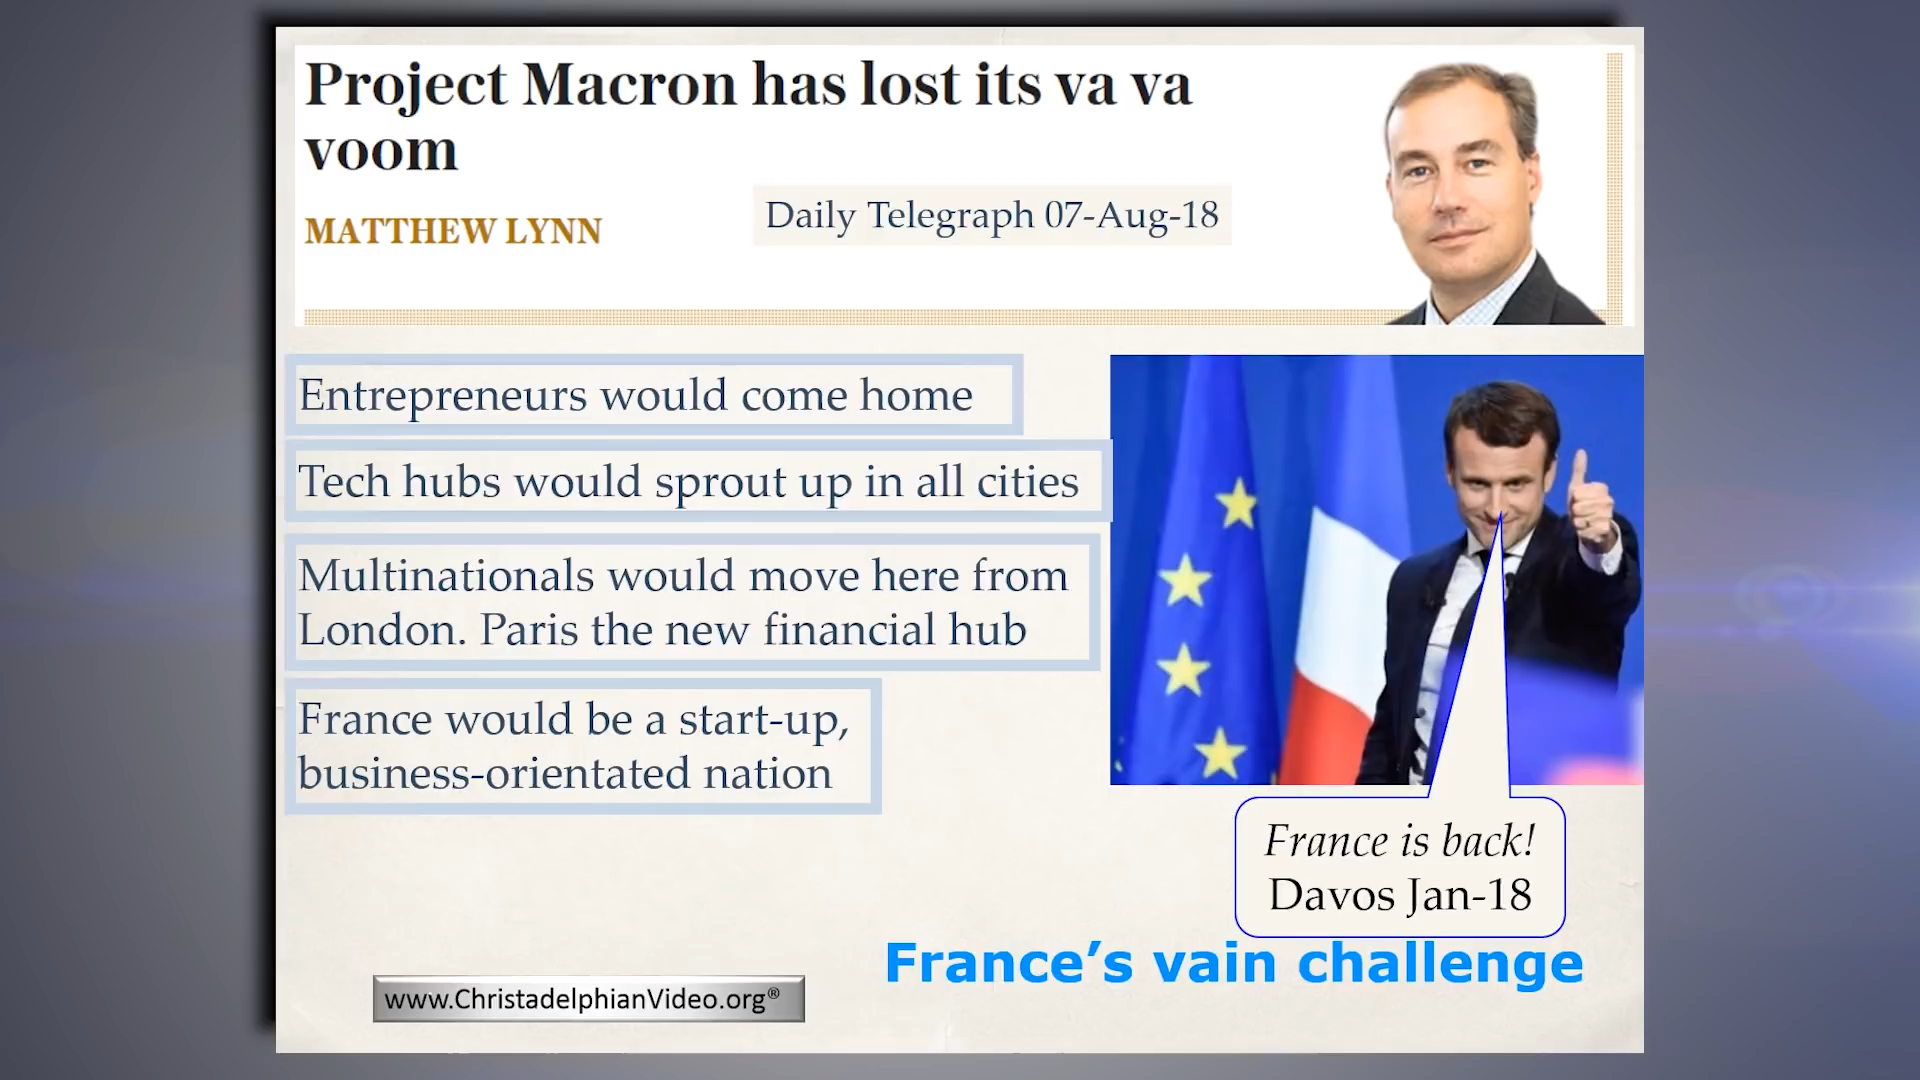 Project Macron has lost its va va
voom
MATTHEW LYNN
Daily Telegraph 07-Aug-18
Entrepreneurs would come home
Tech hubs would sprout up in all cities
Multinationals would move here from
London. Paris the new financial hub
France would be a start-up,
business-orientated nation
France is back!
Davos Jan-18
France’s vain challenge
www.ChristadelphianVideo.org®